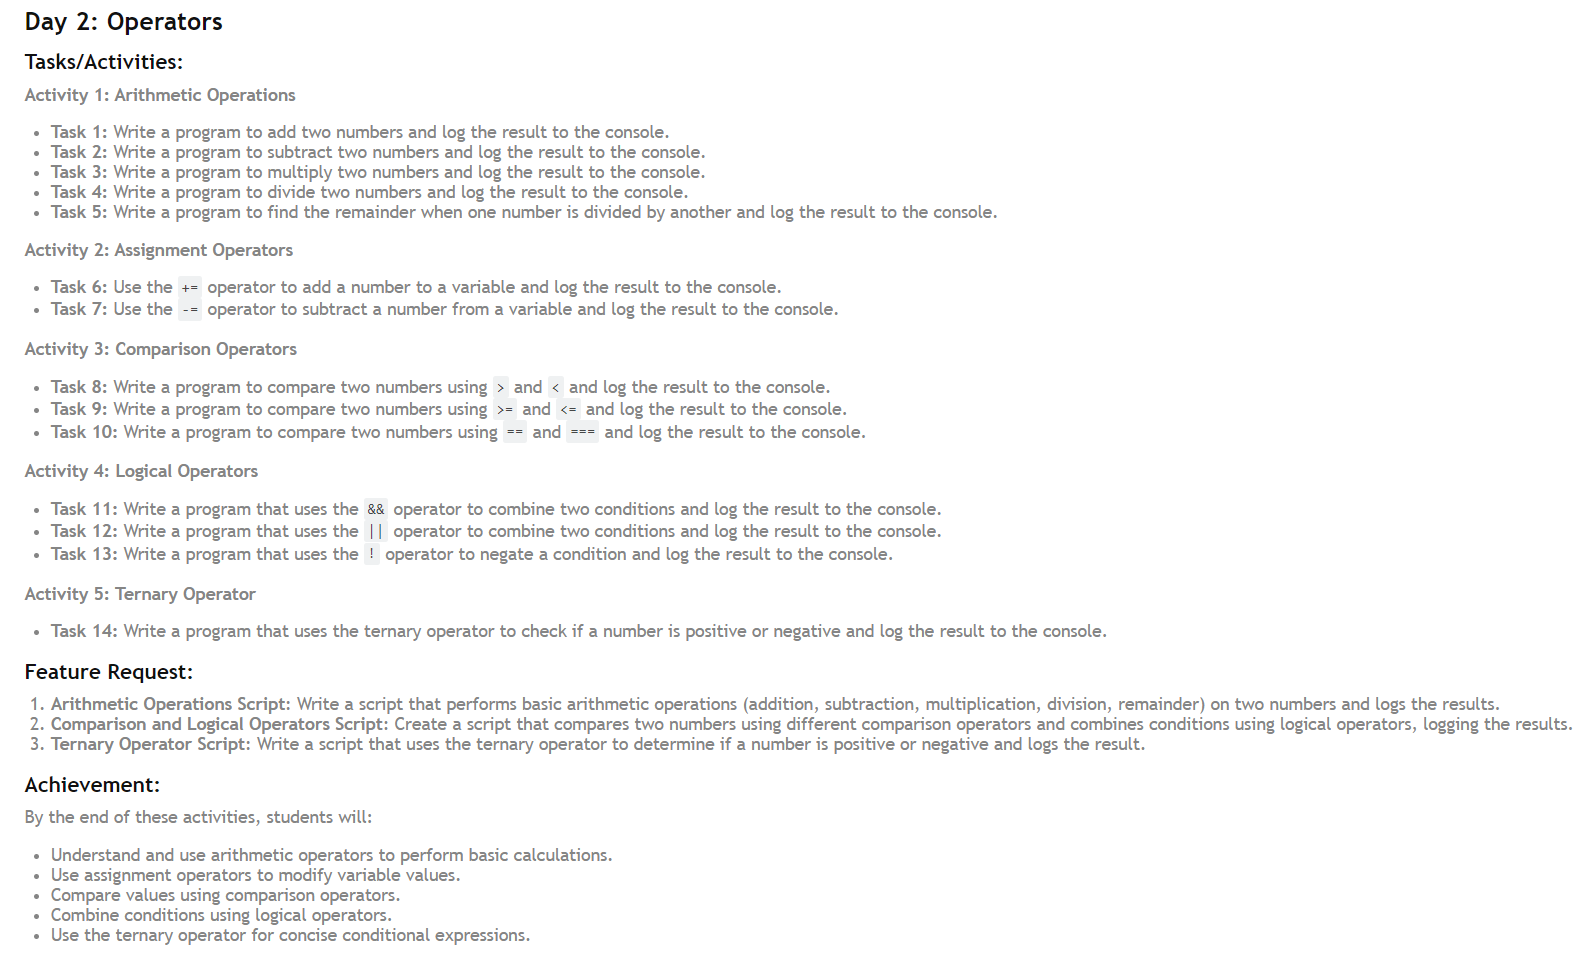 Day 2: Operators
Tasks/Activities:
Activity 1: Arithmetic Operations
• Task 1: Write a program to add two numbers and log the result to the console.
• Task 2: Write a program to subtract two numbers and log the result to the console.
• Task 3: Write a program to multiply two numbers and log the result to the console.
• Task 4: Write a program to divide two numbers and log the result to the console.
• Task 5: Write a program to find the remainder when one number is divided by another and log the result to the console.
Activity 2: Assignment Operators
• Task 6: Use the += operator to add a number to a variable and log the result to the console.
• Task 7: Use the -= operator to subtract a number from a variable and log the result to the console.
Activity 3: Comparison Operators
• Task 8: Write a program to compare two numbers using > and < and log the result to the console.
• Task 9: Write a program to compare two numbers using >= and <= and log the result to the console.
• Task 10: Write a program to compare two numbers using == and === and log the result to the console.
Activity 4: Logical Operators
• Task 11: Write a program that uses the && operator to combine two conditions and log the result to the console.
• Task 12: Write a program that uses the || operator to combine two conditions and log the result to the console.
• Task 13: Write a program that uses the ! operator to negate a condition and log the result to the console.
Activity 5: Ternary Operator
• Task 14: Write a program that uses the ternary operator to check if a number is positive or negative and log the result to the console.
Feature Request:
1. Arithmetic Operations Script: Write a script that performs basic arithmetic operations (addition, subtraction, multiplication, division, remainder) on two numbers and logs the results.
2. Comparison and Logical Operators Script: Create a script that compares two numbers using different comparison operators and combines conditions using logical operators, logging the results.
3. Ternary Operator Script: Write a script that uses the ternary operator to determine if a number is positive or negative and logs the result.
Achievement:
By the end of these activities, students will:
• Understand and use arithmetic operators to perform basic calculations.
• Use assignment operators to modify variable values.
• Compare values using comparison operators.
• Combine conditions using logical operators.
• Use the ternary operator for concise conditional expressions.